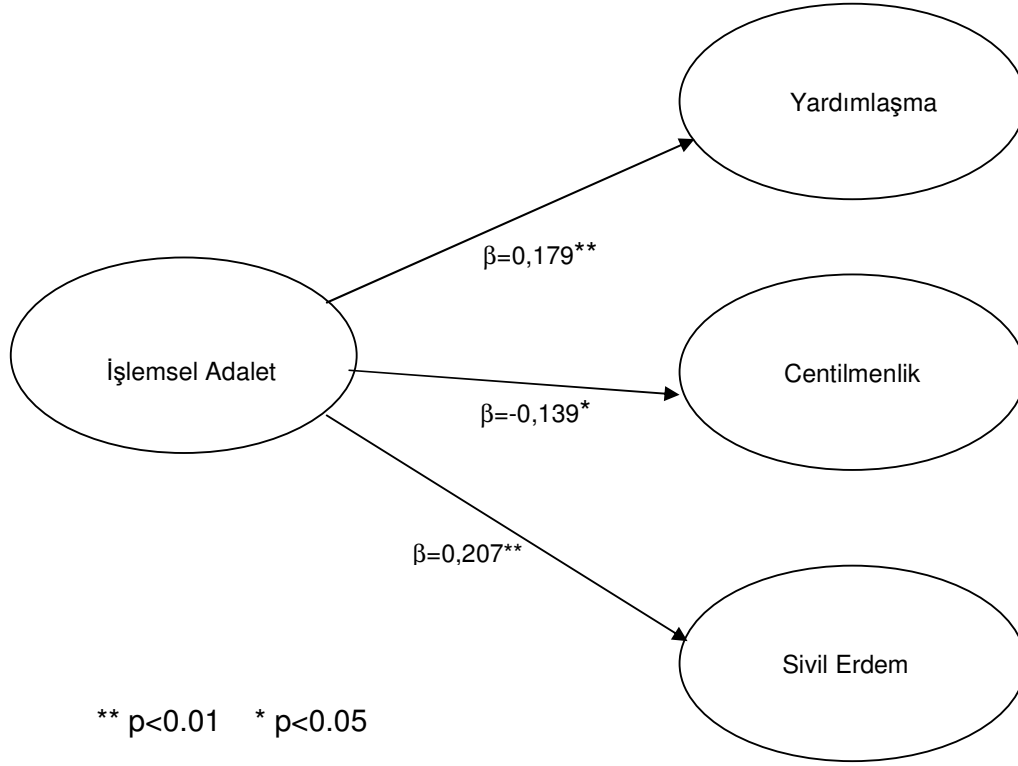 Yardımlaşma
β=0,179**
İşlemsel Adalet
Centilmenlik
β=-0,139*
β=0,207**
Sivil Erdem
** p<0.01 * p<0.05